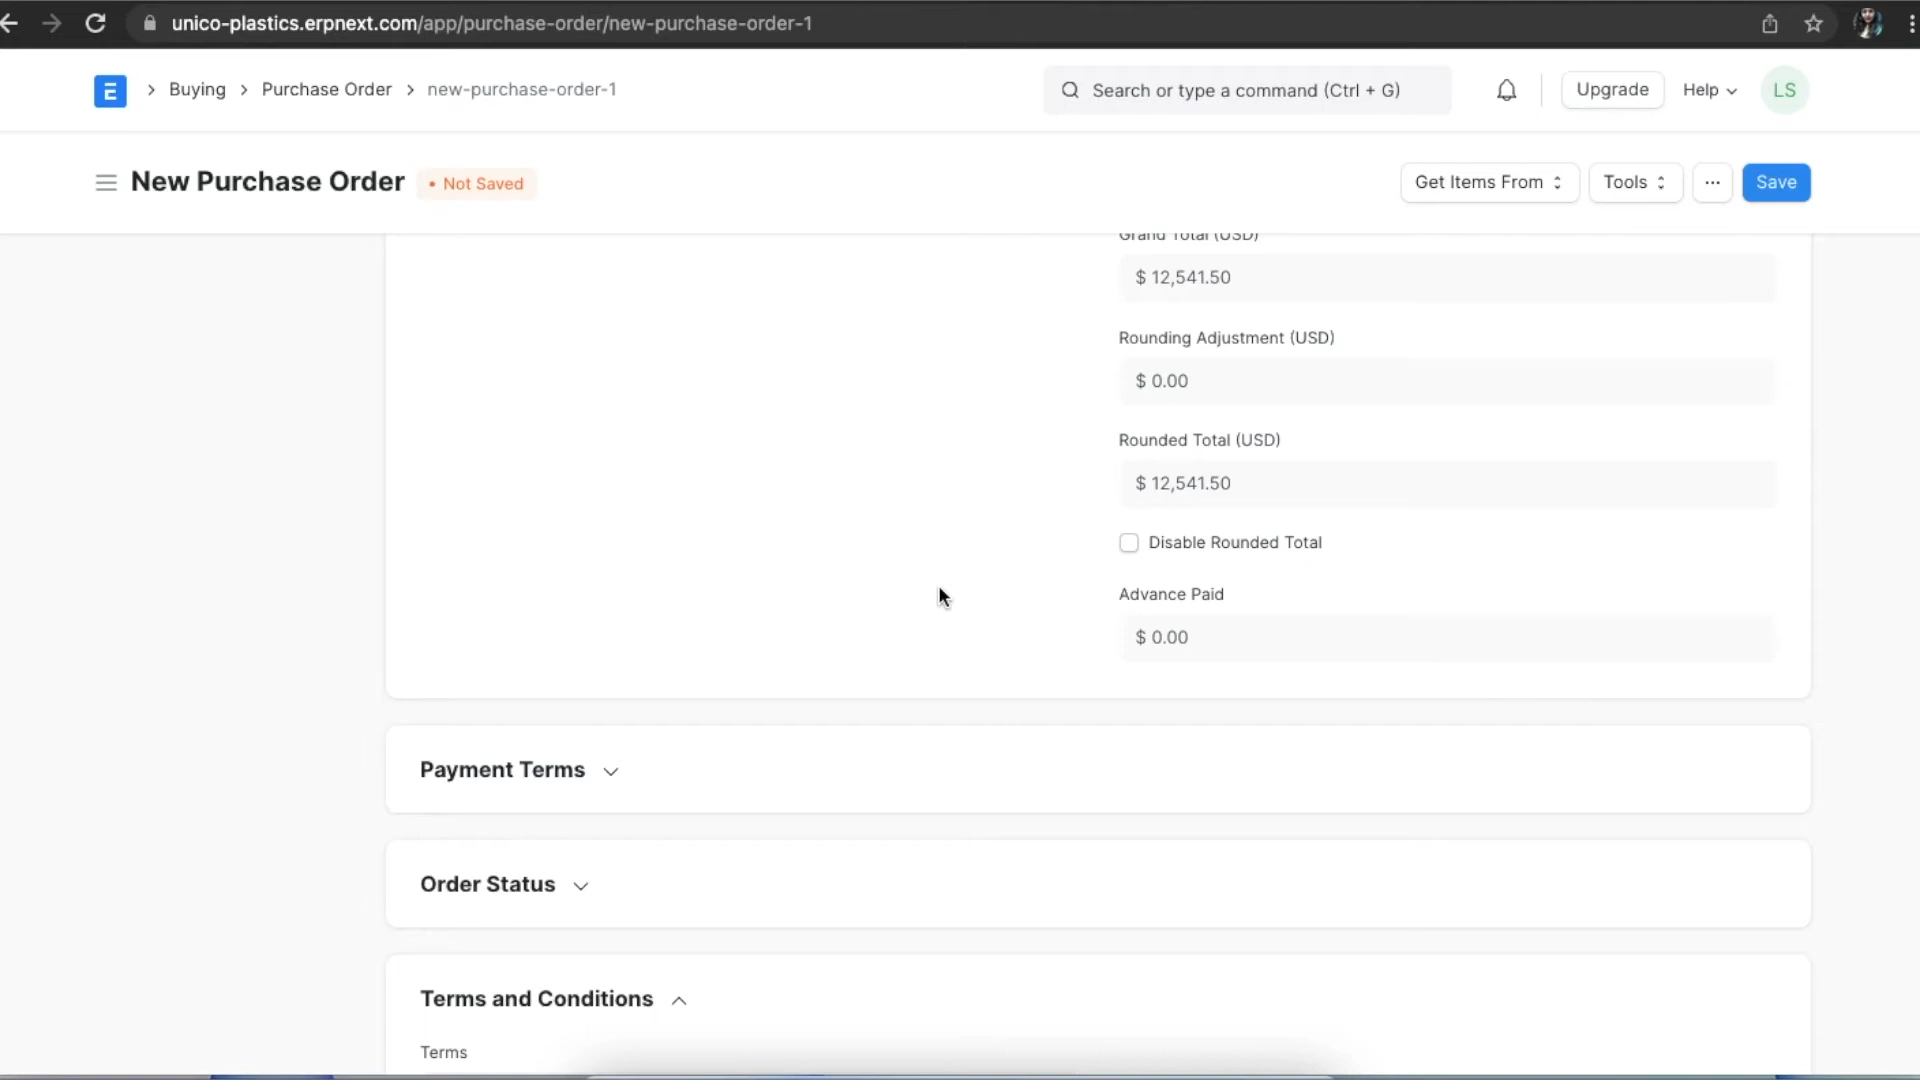 unico-plastics.erpnext.com/app/purchase-order/new-purchase-order-1
E
Buying
Purchase Order
new-purchase-order-1
Search or type a command (Ctrl + G)
Upgrade
Help
LS
New Purchase Order
• Not Saved
Get Items From
Tools
...
Save
Grand Total (USD)
$ 12,541.50
Rounding Adjustment (USD)
$ 0.00
Rounded Total (USD)
$ 12,541.50
Disable Rounded Total
Advance Paid
$ 0.00
Payment Terms
Order Status
Terms and Conditions
Terms